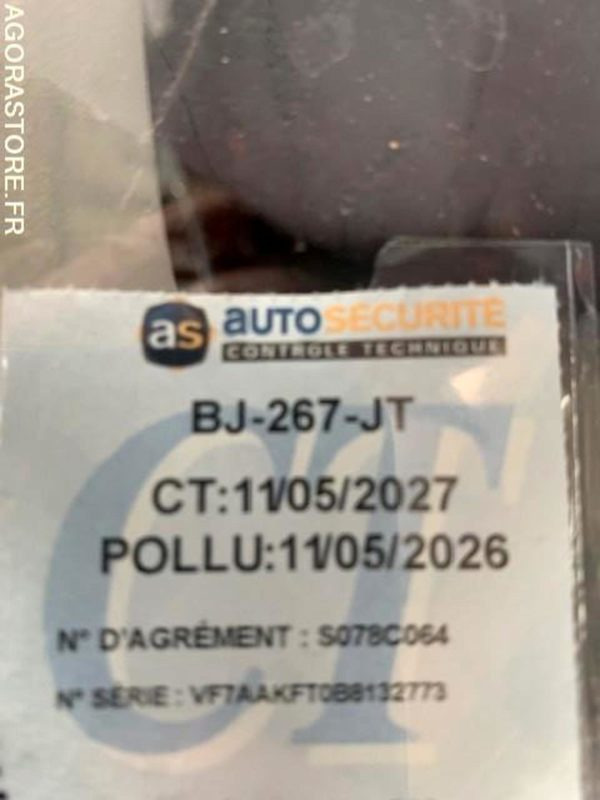 AGORASTORE.FR
as AUTOSECURITE
CONTROLE TECHNIQUE
BJ-267-JT
CT:11/05/2027
POLLU:11/05/2026
N° D'AGRÉMENT : S078C064
N° SÉRIE : VF7AAKFT0B8132773
CT